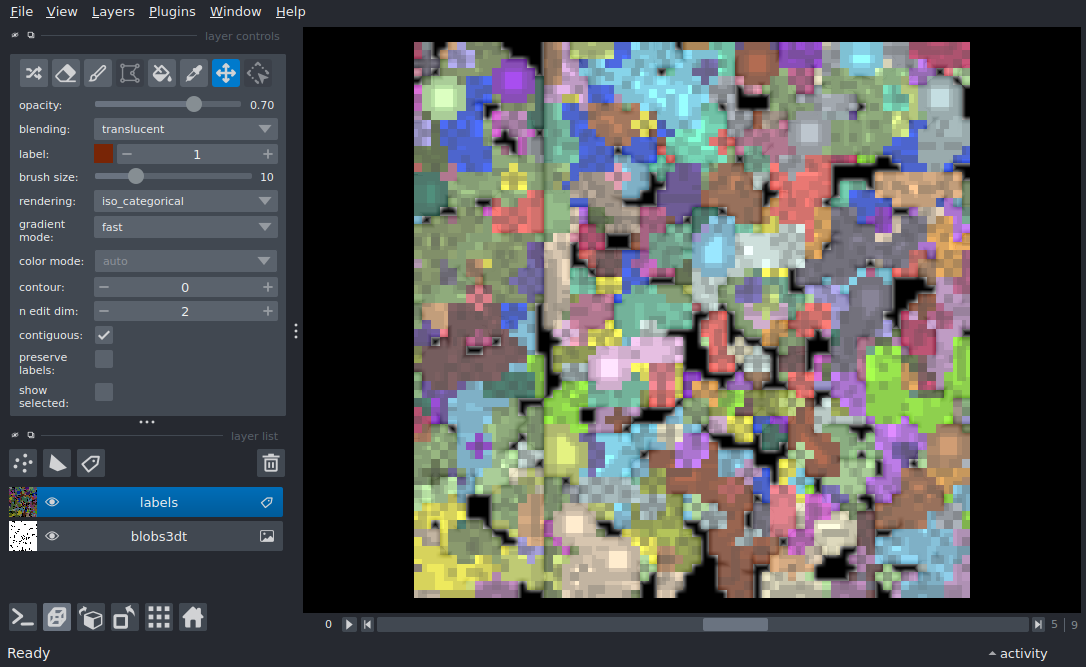 File View Layers Plugins Window Help
layer controls
opacity: 0.70
blending: translucent
label: 1
brush size: 10
rendering: iso_categorical
gradient
mode: fast
color mode: auto
contour: 0
n edit dim: 2
contiguous:
preserve
labels:
show
selected:
layer list
labels
blobs3dt
0 5 | 9
Ready activity